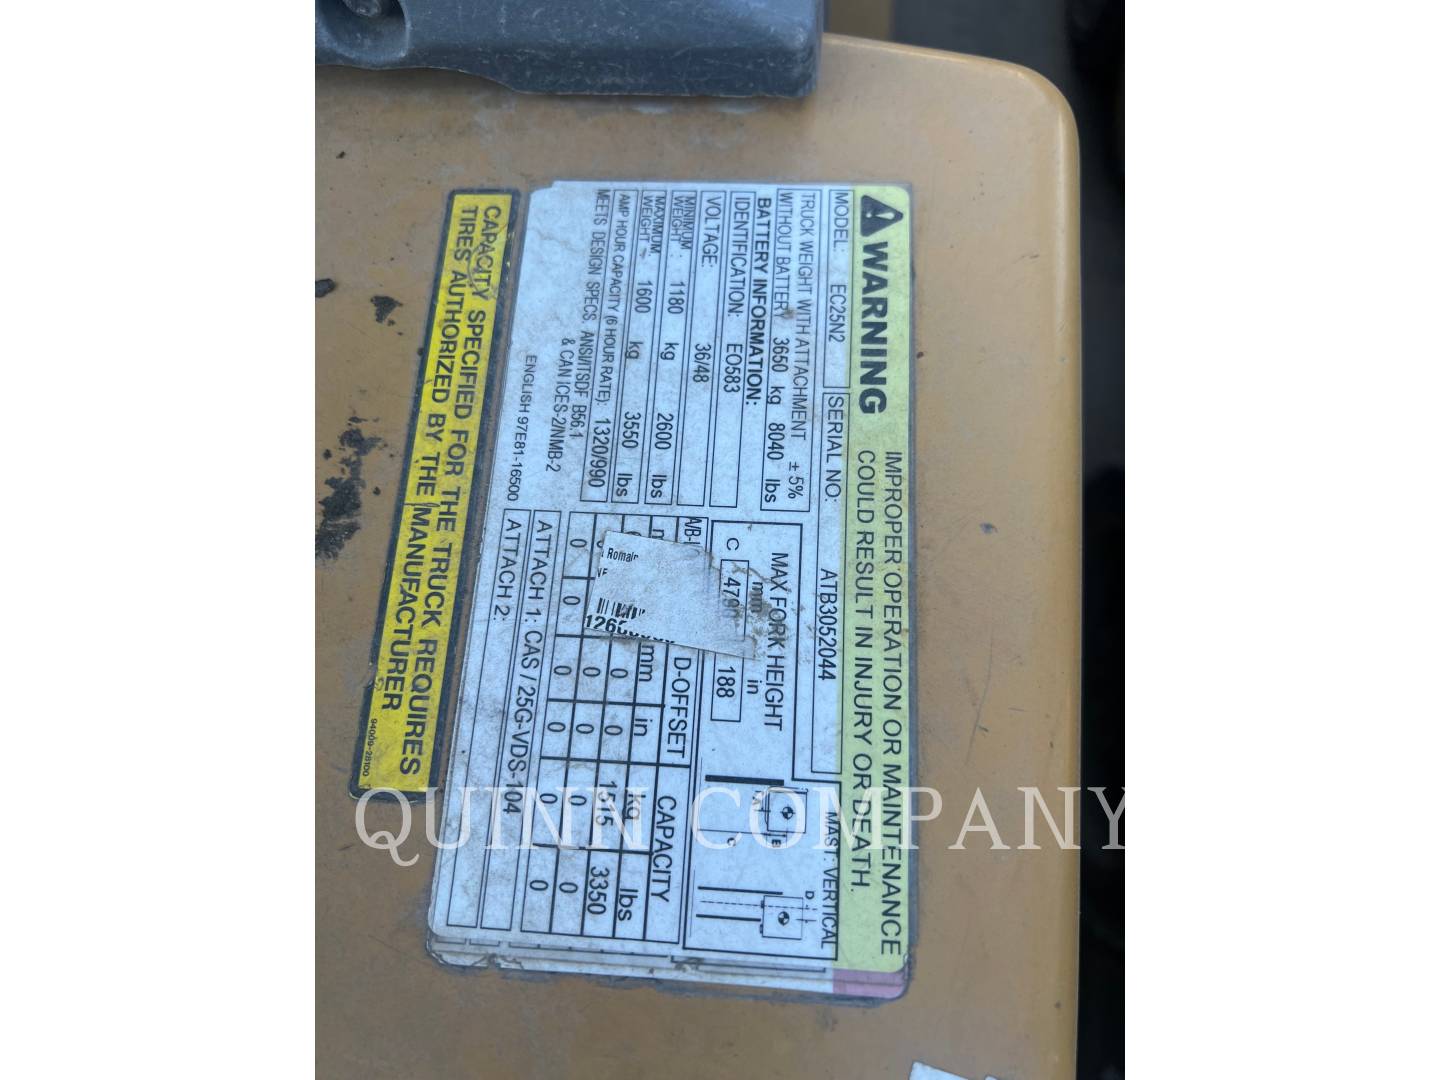 WARNING
IMPROPER OPERATION OR MAINTENANCE
COULD RESULT IN INJURY OR DEATH.
MODEL: EC25N2
SERIAL NO: ATB3052044
MAST: VERTICAL
TRUCK WEIGHT WITH ATTACHMENT ± 5%
WITHOUT BATTERY 3650 kg 8040 lbs
BATTERY INFORMATION:
IDENTIFICATION: EO583
VOLTAGE: 36/48
MINIMUM
WEIGHT: 1180 kg 2600 lbs
MAXIMUM
WEIGHT 1600 kg 3550 lbs
AMP HOUR CAPACITY (6 HOUR RATE): 1320/990
MEETS DESIGN SPECS ANSI/ITSDF B56.1
& CAN ICES-2/NMB-2
ENGLISH 97E81-16500
MAX FORK HEIGHT
mm in
C 188
B
C
D
D-OFFSET CAPACITY
mm in kg lbs
0 0 1515 3350
0 0 0 0 0
0 0 0 0 0
Romain
ATTACH 1: CAS / 25G-VDS-104
ATTACH 2:
CAPACITY SPECIFIED FOR THE TRUCK REQUIRES
TIRES AUTHORIZED BY THE MANUFACTURER
94009-28100
QUINN COMPANY